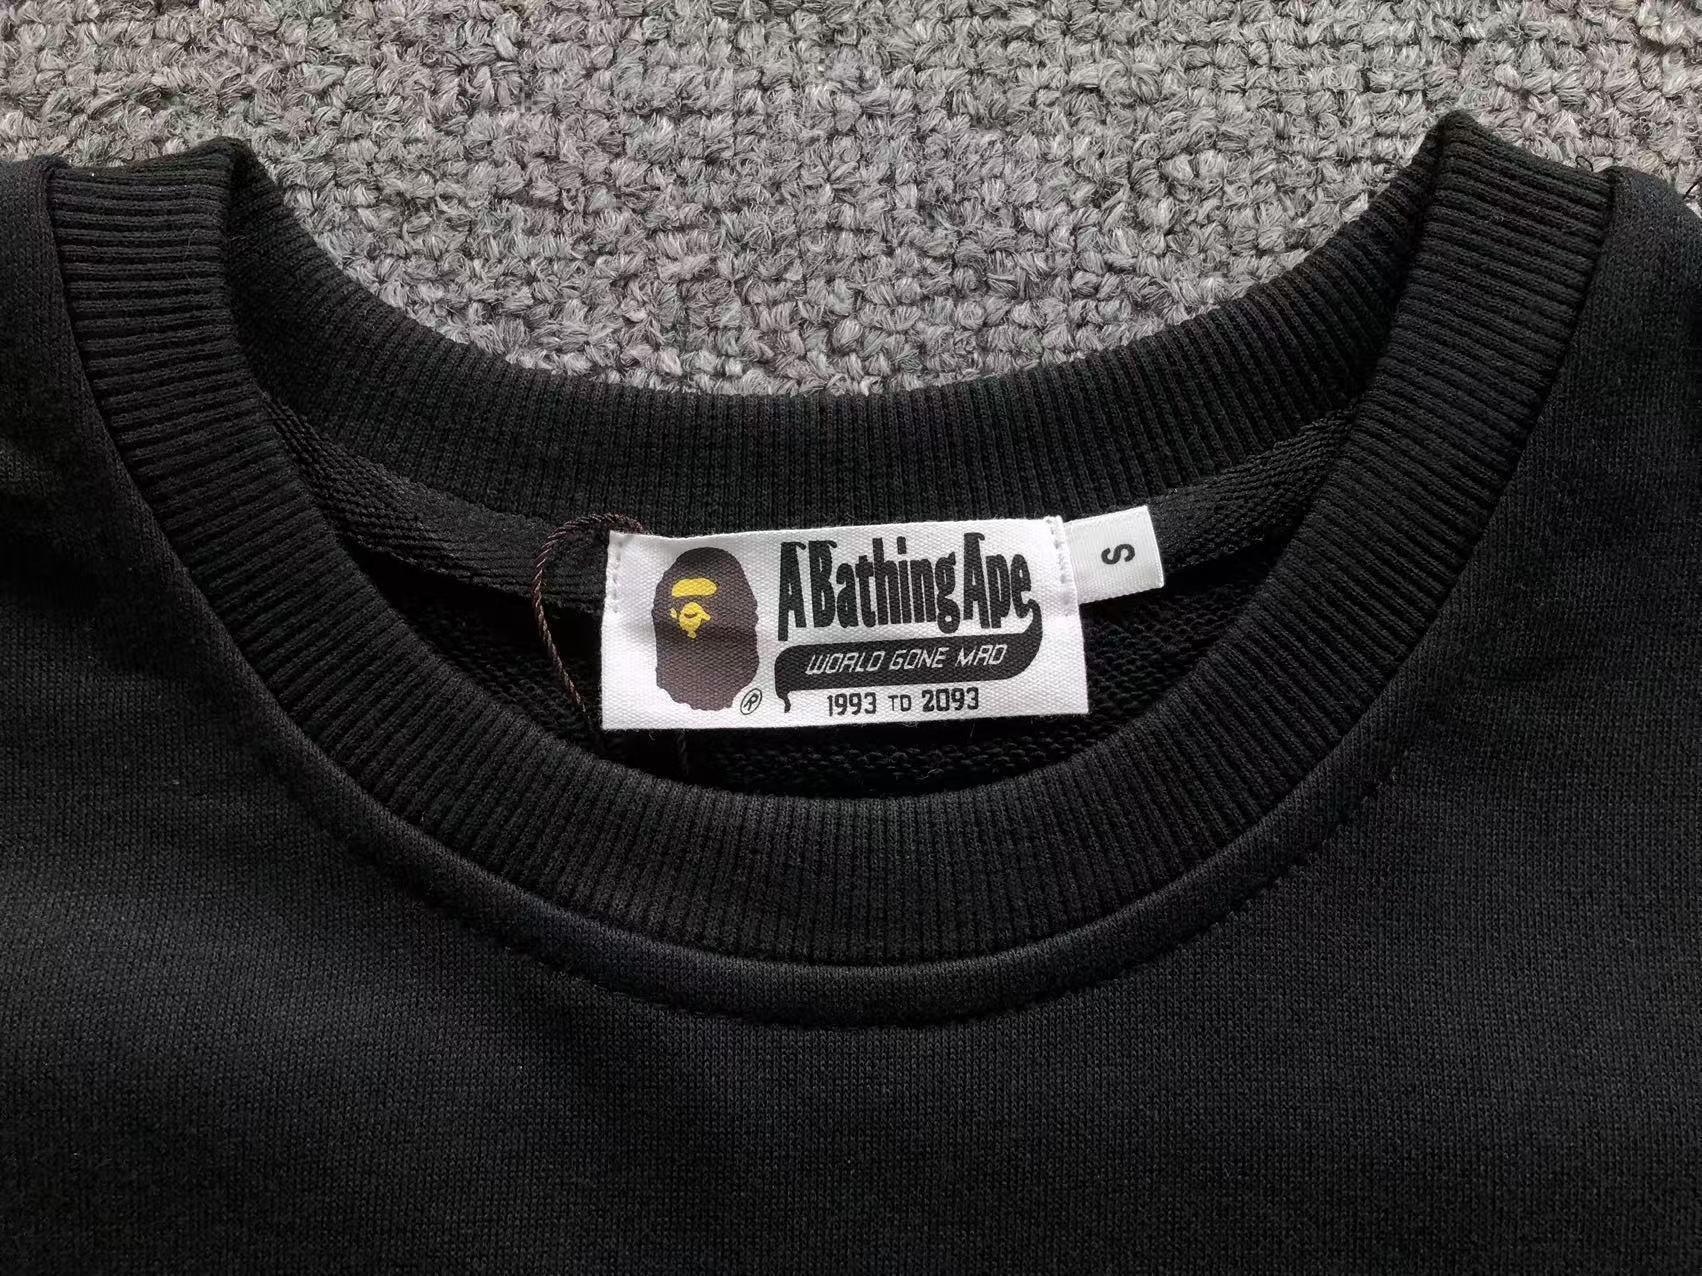 A Bathing Ape
WORLD GONE MAD
1993 TO 2093
®
S